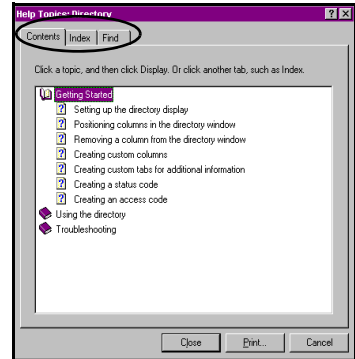 Help Topics: Directory
Contents Index Find
Click a topic, and then click Display. Or click another tab, such as Index.
Getting Started
Setting up the directory display
Positioning columns in the directory window
Removing a column from the directory window
Creating custom columns
Creating custom tabs for additional information
Creating a status code
Creating an access code
Using the directory
Troubleshooting
Close Print... Cancel